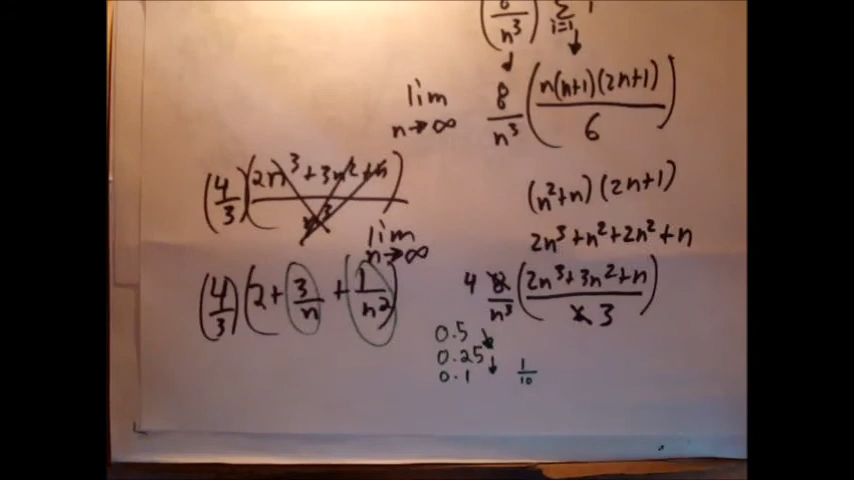 (8/n³) Σ i=1
lim n→∞ 8/n³ (n(n+1)(2n+1)/6)
(n²+n)(2n+1)
2n³+n²+2n²+n
4 8/n³ (2n³+3n²+n/3)
(4/3)(2n³+3n²+n/n³)
lim n→∞
(4/3)(2+3/n+1/n²)
0.5
0.25
0.1 1/10